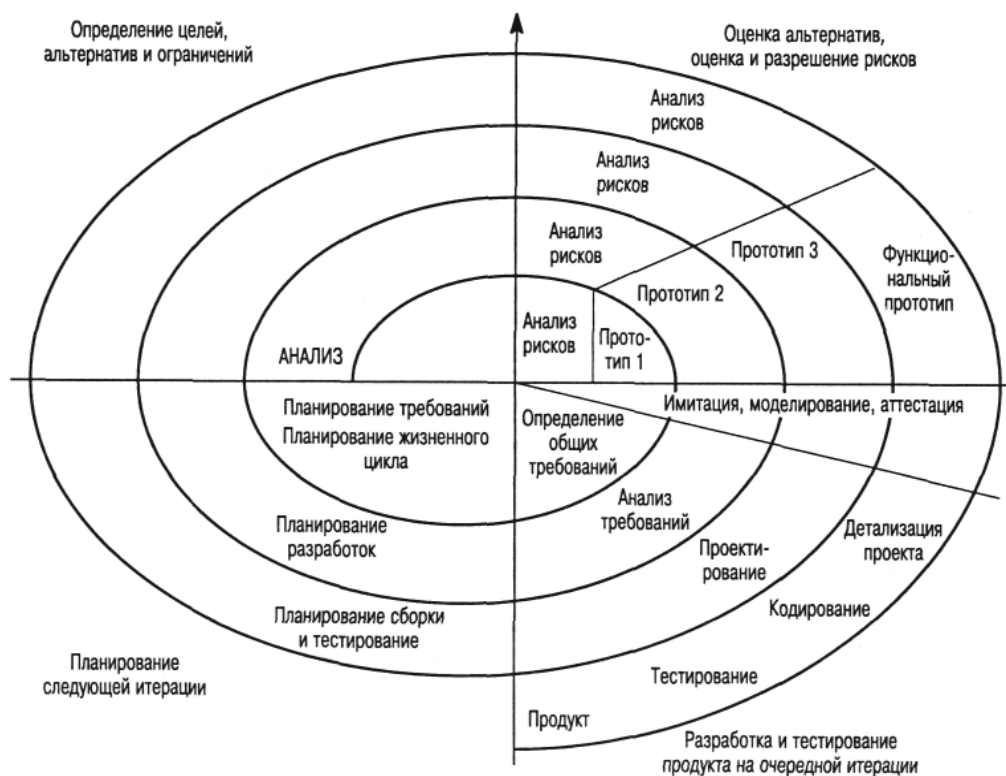 Определение целей,
альтернатив и ограничений
Оценка альтернатив,
оценка и разрешение рисков
Анализ
рисков
Анализ
рисков
Анализ
рисков
Прототип 3
Функцио-
нальный
прототип
Прототип 2
Анализ
рисков
Прото-
тип 1
АНАЛИЗ
Планирование требований
Планирование жизненного
цикла
Определение
общих
требований
Имитация, моделирование, аттестация
Планирование
разработок
Анализ
требований
Проекти-
рование
Детализация
проекта
Планирование сборки
и тестирование
Кодирование
Тестирование
Планирование
следующей итерации
Продукт
Разработка и тестирование
продукта на очередной итерации